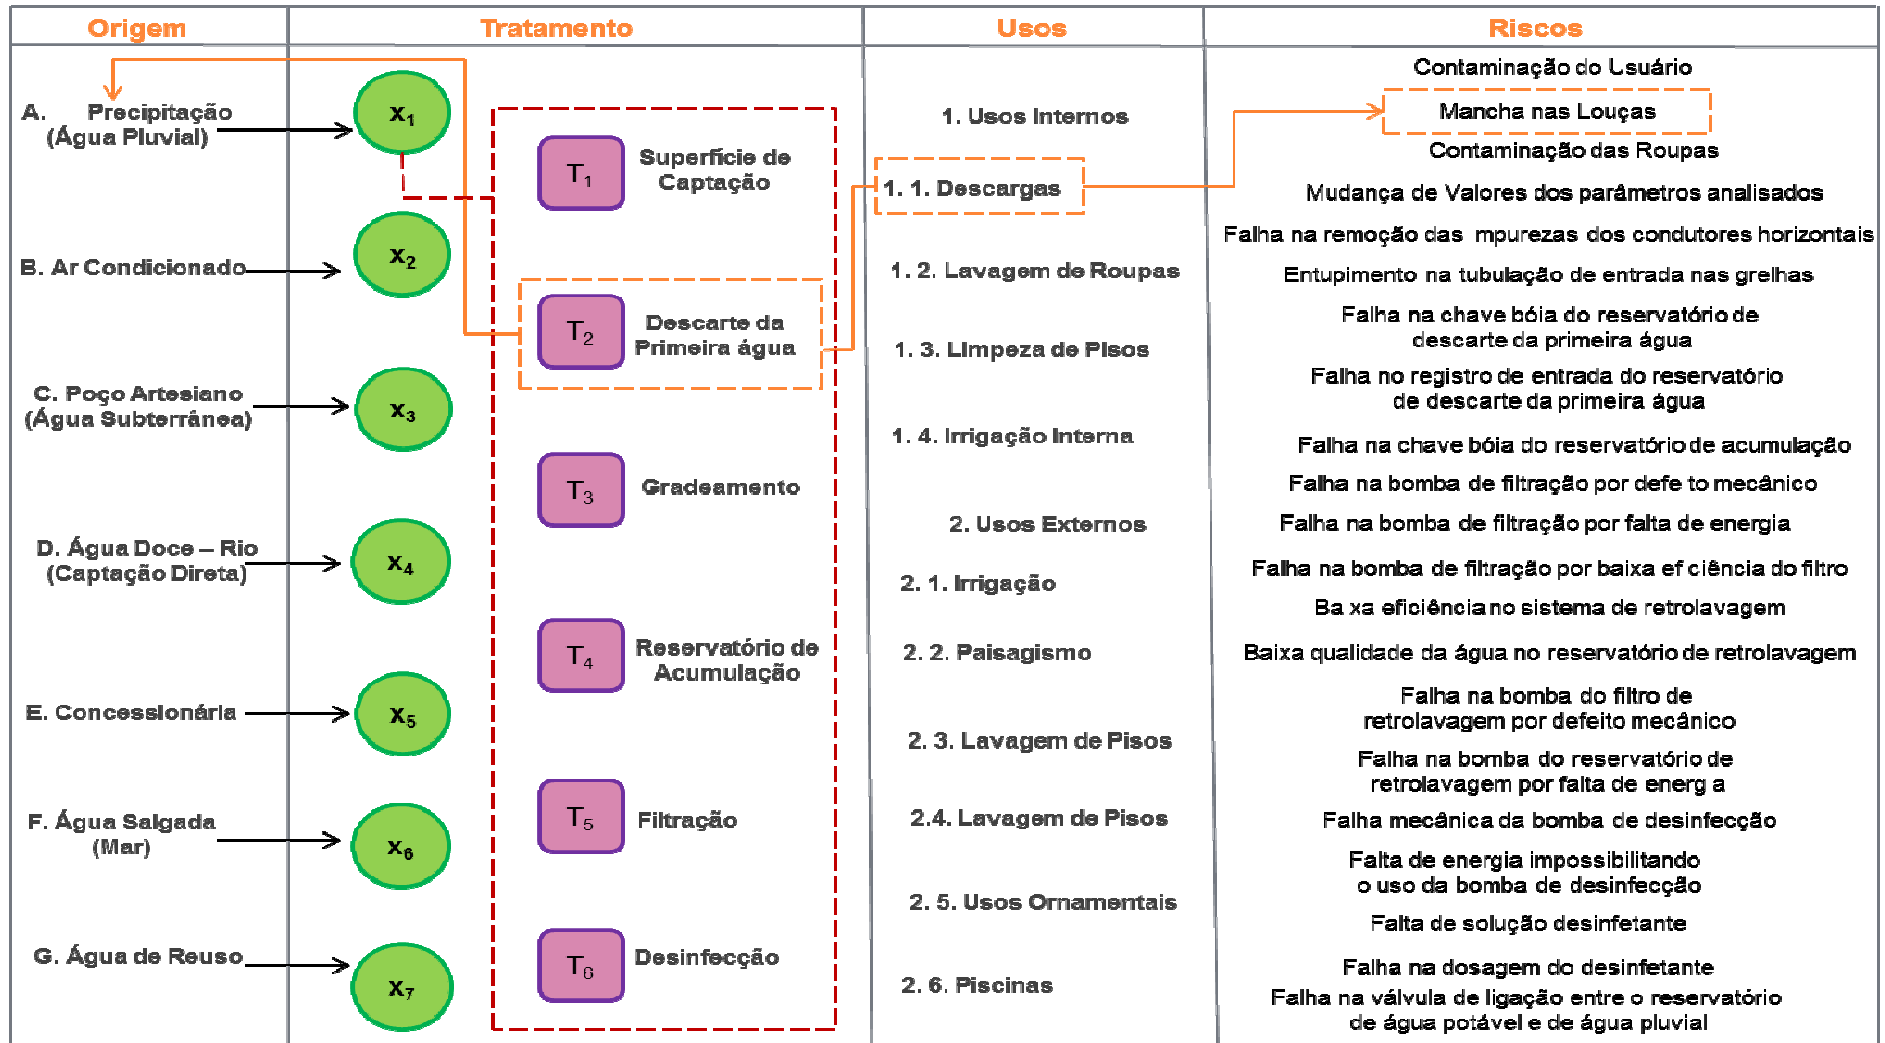 Origem
Tratamento
Usos
Riscos
A. Precipitação
(Água Pluvial)
B. Ar Condicionado
C. Poço Artesiano
(Água Subterrânea)
D. Água Doce – Rio
(Captação Direta)
E. Concessionária
F. Água Salgada
(Mar)
G. Água de Reuso
x1
x2
x3
x4
x5
x6
x7
T1
Superfície de
Captação
T2
Descarte da
Primeira água
T3
Gradeamento
T4
Reservatório de
Acumulação
T5
Filtração
T6
Desinfecção
1. Usos Internos
1. 1. Descargas
1. 2. Lavagem de Roupas
1. 3. Limpeza de Pisos
1. 4. Irrigação Interna
2. Usos Externos
2. 1. Irrigação
2. 2. Paisagismo
2. 3. Lavagem de Pisos
2.4. Lavagem de Pisos
2. 5. Usos Ornamentais
2. 6. Piscinas
Contaminação do Usuário
Mancha nas Louças
Contaminação das Roupas
Mudança de Valores dos parâmetros analisados
Falha na remoção das mpurezas dos condutores horizontais
Entupimento na tubulação de entrada nas grelhas
Falha na chave bóia do reservatório de
descarte da primeira água
Falha no registro de entrada do reservatório
de descarte da primeira água
Falha na chave bóia do reservatório de acumulação
Falha na bomba de filtração por defe to mecânico
Falha na bomba de filtração por falta de energia
Falha na bomba de filtração por baixa ef ciência do filtro
Ba xa eficiência no sistema de retrolavagem
Baixa qualidade da água no reservatório de retrolavagem
Falha na bomba do filtro de
retrolavagem por defeito mecânico
Falha na bomba do reservatório de
retrolavagem por falta de energ a
Falha mecânica da bomba de desinfecção
Falta de energia impossibilitando
o uso da bomba de desinfecção
Falta de solução desinfetante
Falha na dosagem do desinfetante
Falha na válvula de ligação entre o reservatório
de água potável e de água pluvial